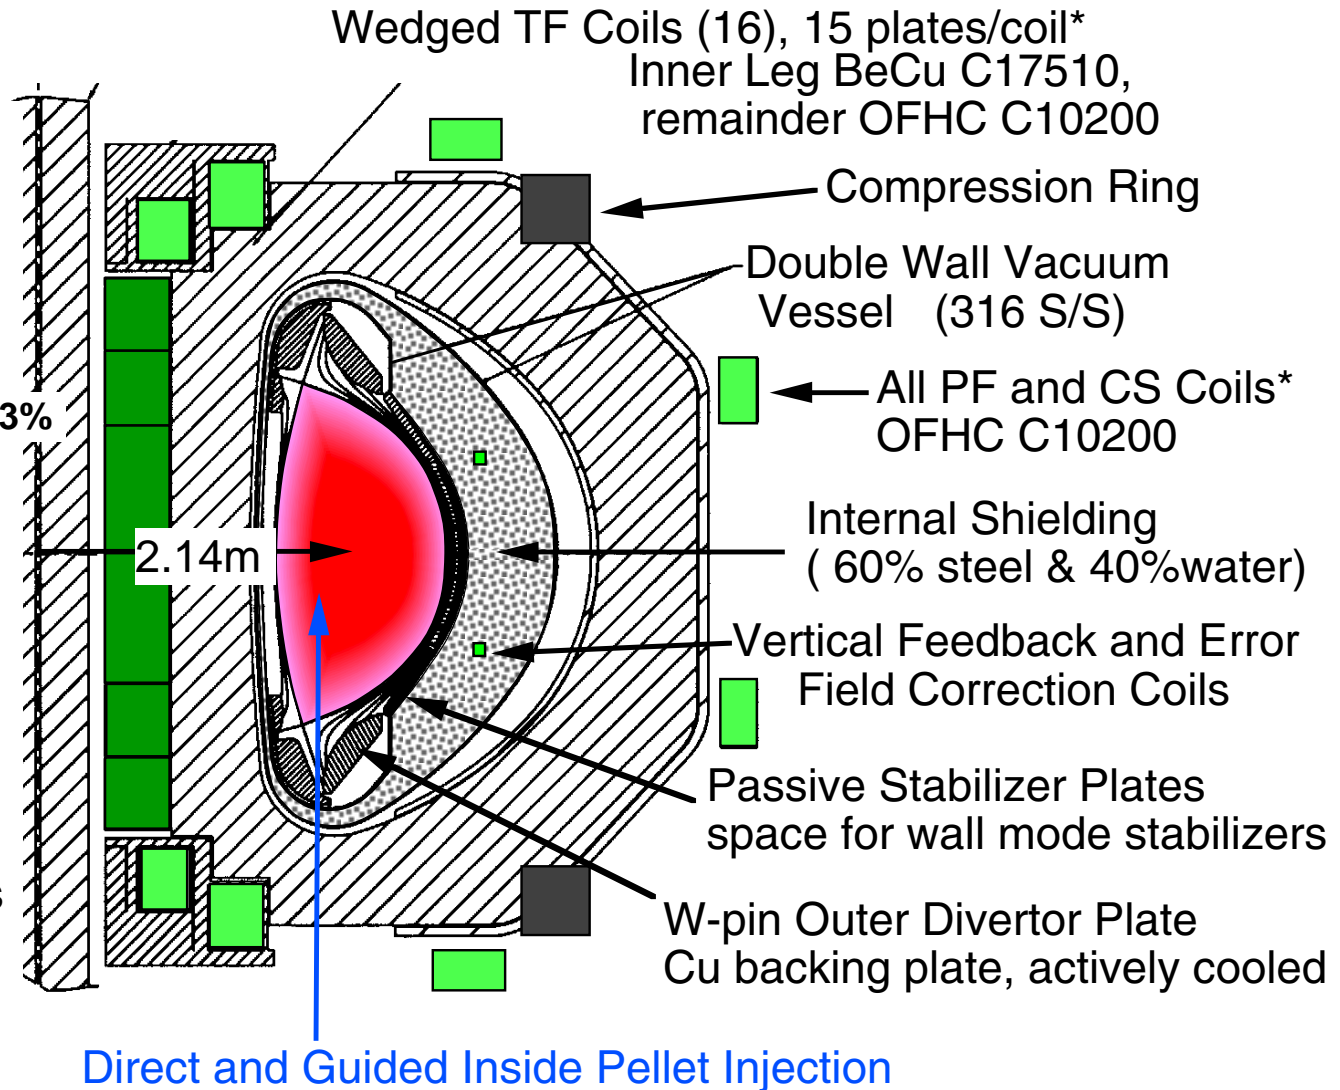 Wedged TF Coils (16), 15 plates/coil*
Inner Leg BeCu C17510,
remainder OFHC C10200
Compression Ring
Double Wall Vacuum
Vessel (316 S/S)
All PF and CS Coils*
OFHC C10200
3%
2.14m
Internal Shielding
( 60% steel & 40%water)
Vertical Feedback and Error
Field Correction Coils
Passive Stabilizer Plates
space for wall mode stabilizers
s
W-pin Outer Divertor Plate
Cu backing plate, actively cooled
Direct and Guided Inside Pellet Injection